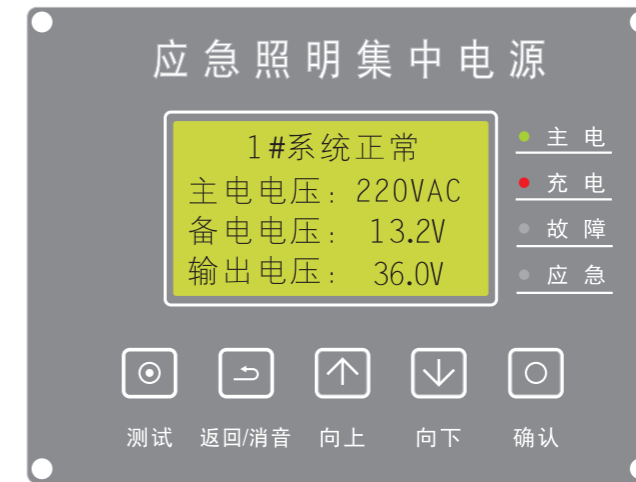 应急照明集中电源
1#系统正常
主电电压: 220VAC
备电电压: 13.2V
输出电压: 36.0V
主电
充电
故障
应急
测试 返回/消音 向上 向下 确认